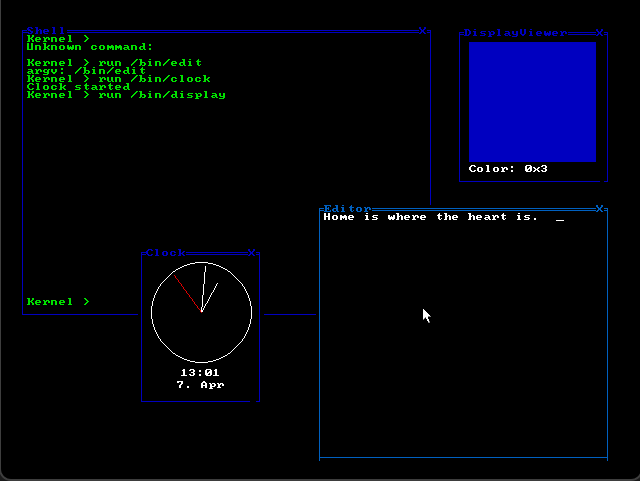 Shell X
Kernel >
Unknown command:
Kernel > run /bin/edit
argv: /bin/edit
Kernel > run /bin/clock
Clock started
Kernel > run /bin/display
Kernel >
DisplayViewer X
Color: 0x3
Editor X
Home is where the heart is. _
Clock X
13:01
7. Apr